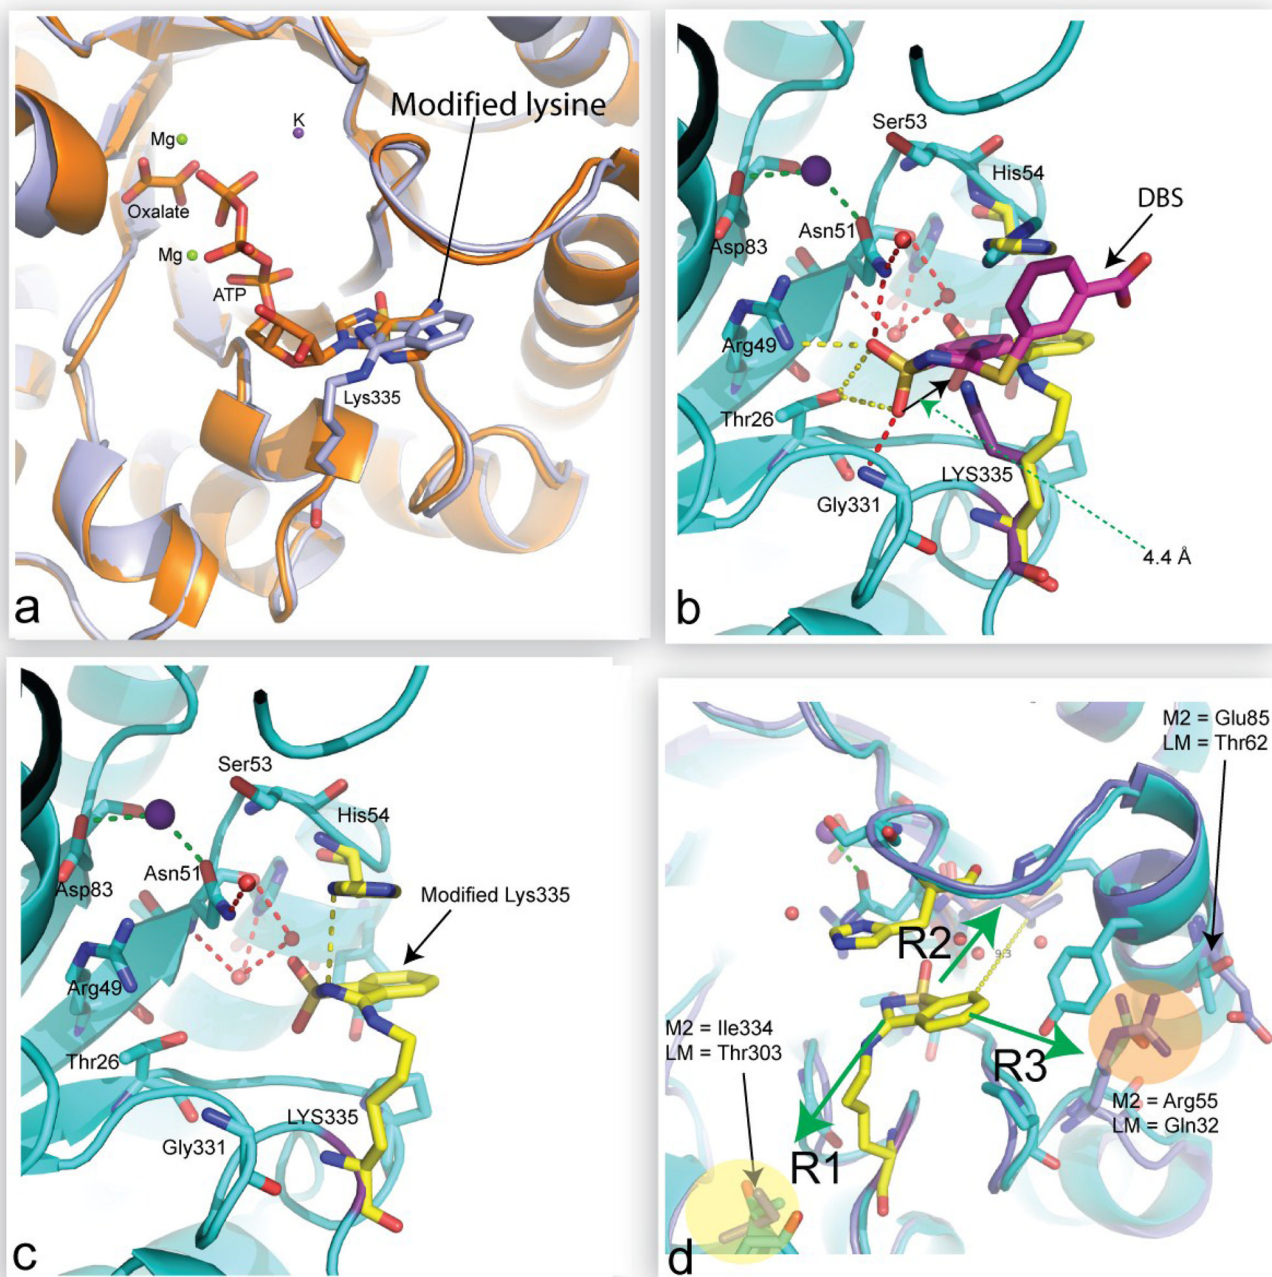 Modified lysine
K
Mg
Oxalate
Mg
ATP
Lys335
a
Ser53
His54
DBS
Asn51
Asp83
Arg49
Thr26
LYS335
Gly331
4.4 Å
b
Ser53
His54
Asn51
Asp83
Modified Lys335
Arg49
Thr26
LYS335
Gly331
c
M2 = Glu85
LM = Thr62
R2
9.3
M2 = Ile334
LM = Thr303
R3
M2 = Arg55
LM = Gln32
R1
d